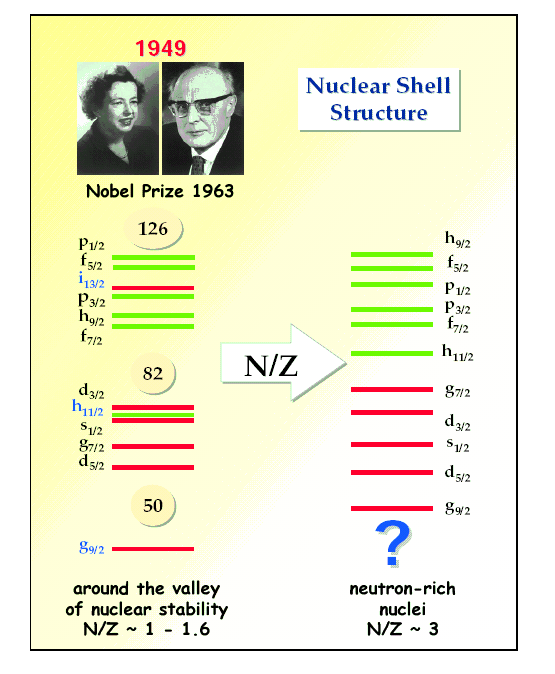 1949
Nuclear Shell
Structure
Nobel Prize 1963
126
p1/2
f5/2
i13/2
p3/2
h9/2
f7/2
82
d3/2
h11/2
s1/2
g7/2
d5/2
50
g9/2
N/Z
h9/2
f5/2
p1/2
p3/2
f7/2
h11/2
g7/2
d3/2
s1/2
d5/2
g9/2
?
around the valley
of nuclear stability
N/Z ~ 1 - 1.6
neutron-rich
nuclei
N/Z ~ 3